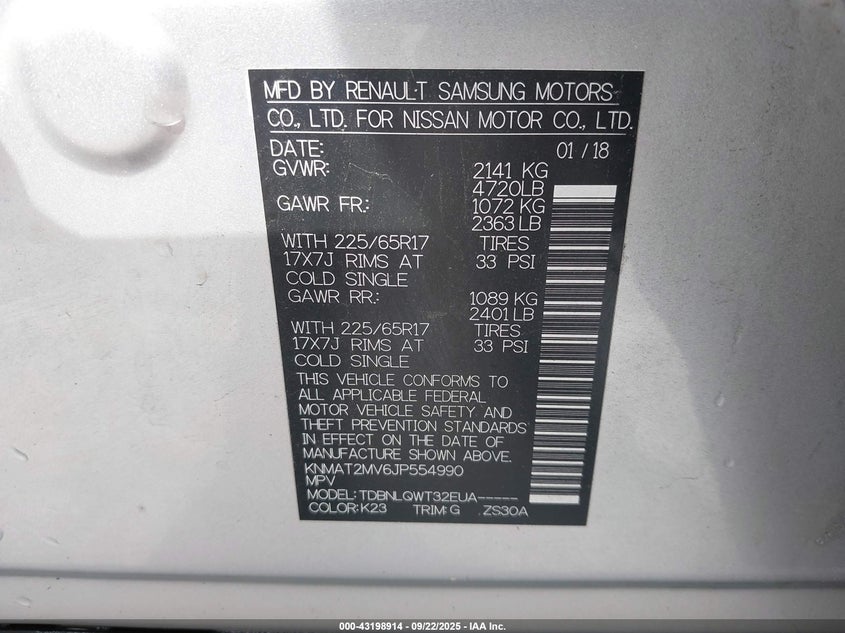 MFD BY RENAULT SAMSUNG MOTORS
CO., LTD. FOR NISSAN MOTOR CO., LTD.
DATE: 01 / 18
GVWR: 2141 KG
4720LB
GAWR FR.: 1072 KG
2363 LB
WITH 225/65R17 TIRES
17X7J RIMS AT 33 PSI
COLD SINGLE
GAWR RR.: 1089 KG
2401 LB
WITH 225/65R17 TIRES
17X7J RIMS AT 33 PSI
COLD SINGLE
THIS VEHICLE CONFORMS TO
ALL APPLICABLE FEDERAL
MOTOR VEHICLE SAFETY AND
THEFT PREVENTION STANDARDS
IN EFFECT ON THE DATE OF
MANUFACTURE SHOWN ABOVE.
KNMAT2MV6JP554990
MPV
MODEL: TDBNLQWT32EUA-----
COLOR: K23 TRIM: G ZS30A
000-43198914 - 09/22/2025 - IAA Inc.